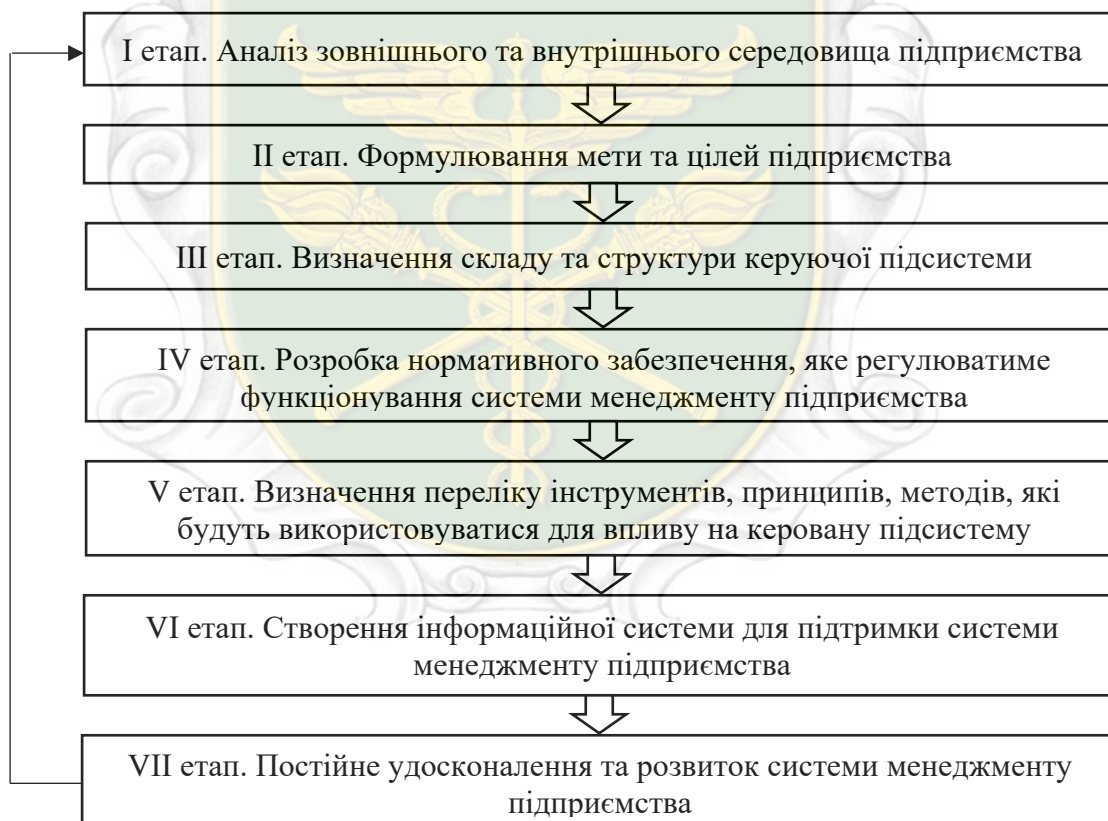 І етап. Аналіз зовнішнього та внутрішнього середовища підприємства
ІІ етап. Формулювання мети та цілей підприємства
ІІІ етап. Визначення складу та структури керуючої підсистеми
IV етап. Розробка нормативного забезпечення, яке регулюватиме
функціонування системи менеджменту підприємства
V етап. Визначення переліку інструментів, принципів, методів, які
будуть використовуватися для впливу на керовану підсистему
VI етап. Створення інформаційної системи для підтримки системи
менеджменту підприємства
VII етап. Постійне удосконалення та розвиток системи менеджменту
підприємства